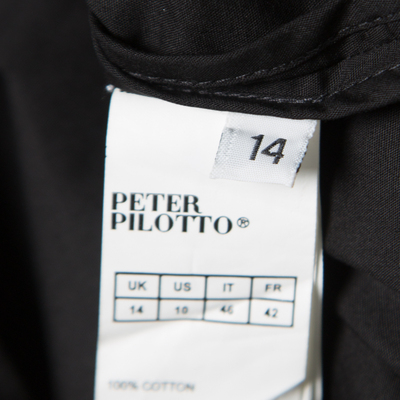 14
PETER
PILOTTO®
UK US IT FR
14 10 46 42
100% COTTON